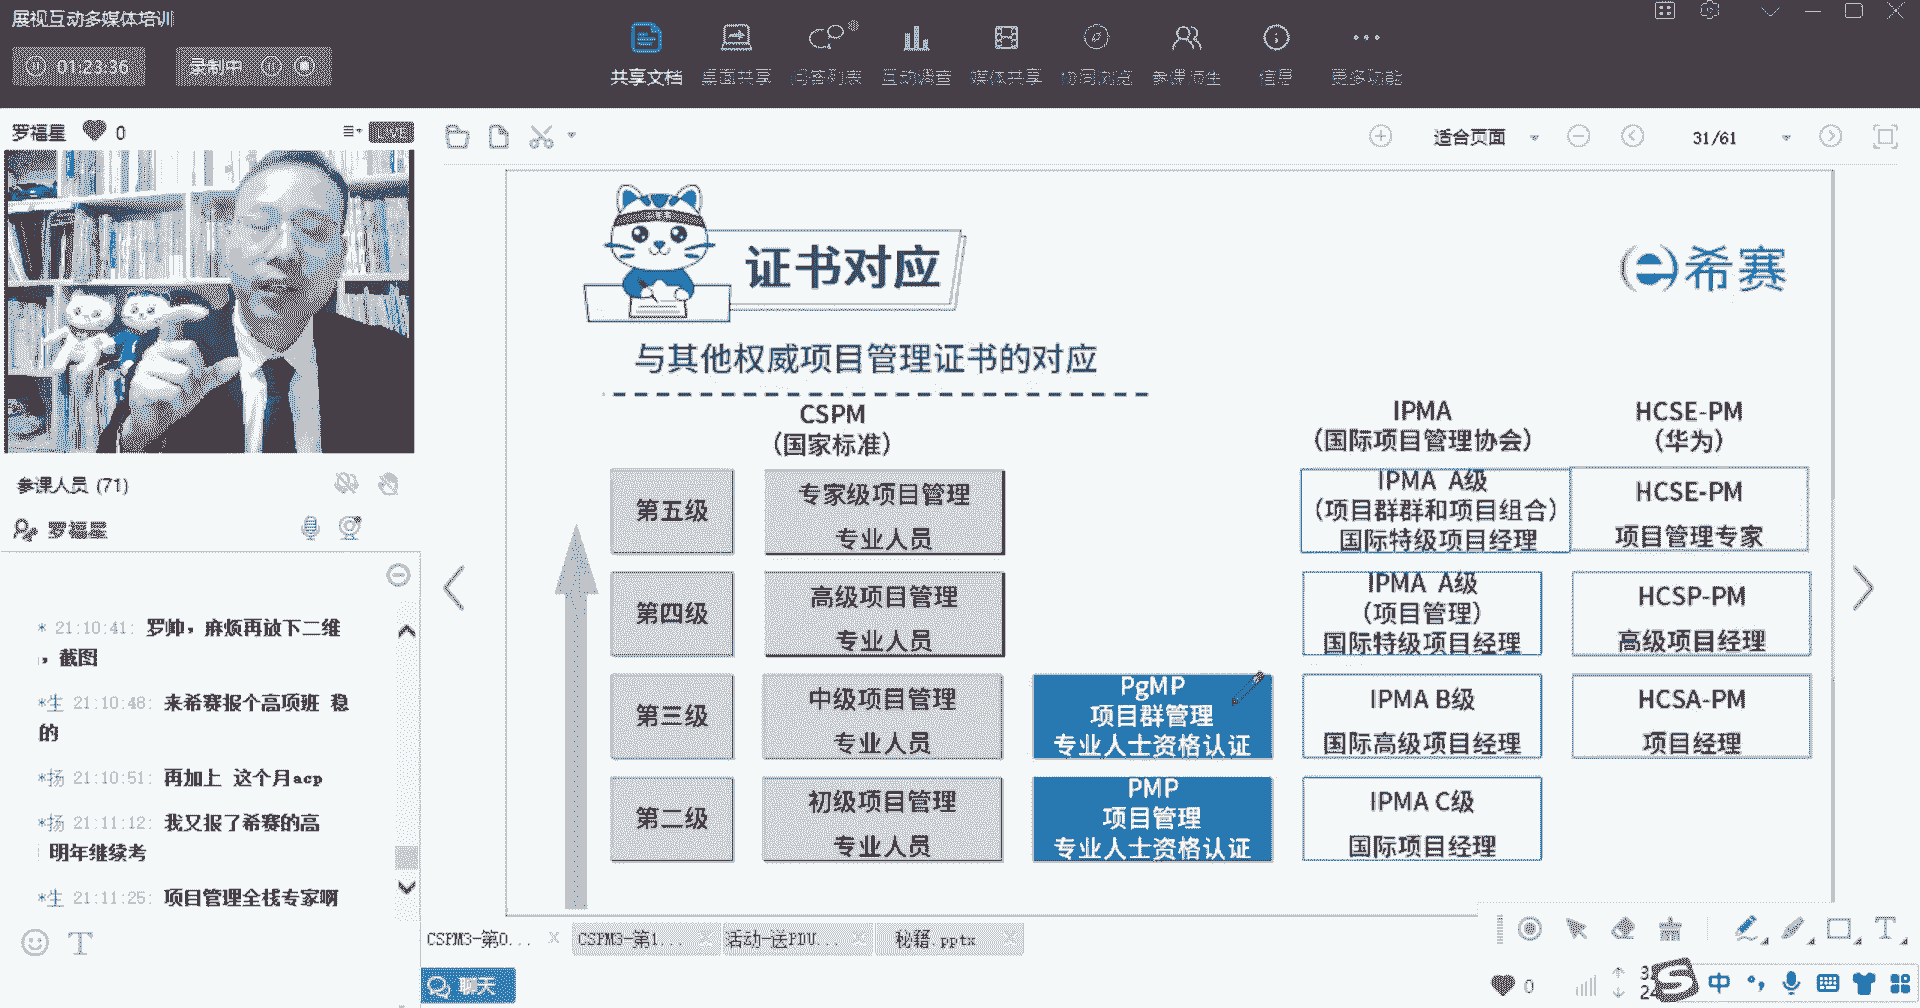 展视互动多媒体培训
01:23:36
录制中
共享文档
桌面共享
问答列表
互动调查
媒体共享
协同浏览
参课师生
信息
更多功能
罗福星 0
LIVE
适合页面
31/61
证书对应
希赛
与其他权威项目管理证书的对应
CSPM
（国家标准）
IPMA
（国际项目管理协会）
HCSE-PM
（华为）
第五级
专家级项目管理
专业人员
IPMA A级
（项目群群和项目组合）
国际特级项目经理
HCSE-PM
项目管理专家
第四级
高级项目管理
专业人员
IPMA A级
（项目管理）
国际特级项目经理
HCSP-PM
高级项目经理
第三级
中级项目管理
专业人员
PgMP
项目群管理
专业人士资格认证
IPMA B级
国际高级项目经理
HCSA-PM
项目经理
第二级
初级项目管理
专业人员
PMP
项目管理
专业人士资格认证
IPMA C级
国际项目经理
参课人员 (71)
罗福星
* 21:10:41: 罗帅，麻烦再放下二维
，截图
*生 21:10:48: 来希赛报个高项班 稳
的
*扬 21:10:51: 再加上 这个月acp
*扬 21:11:12: 我又报了希赛的高
明年继续考
*生 21:11:25: 项目管理全栈专家啊
CSPM3-第0...
CSPM3-第1...
活动-送PDU...
秘籍.pptx
聊天
0
中